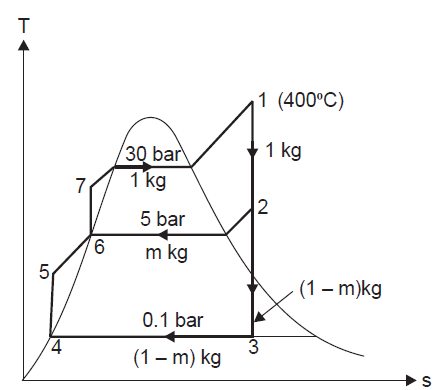 T
1 (400ºC)
30 bar
1 kg
1 kg
7
5 bar
2
6
m kg
5
(1 – m)kg
0.1 bar
4
3
(1 – m) kg
s